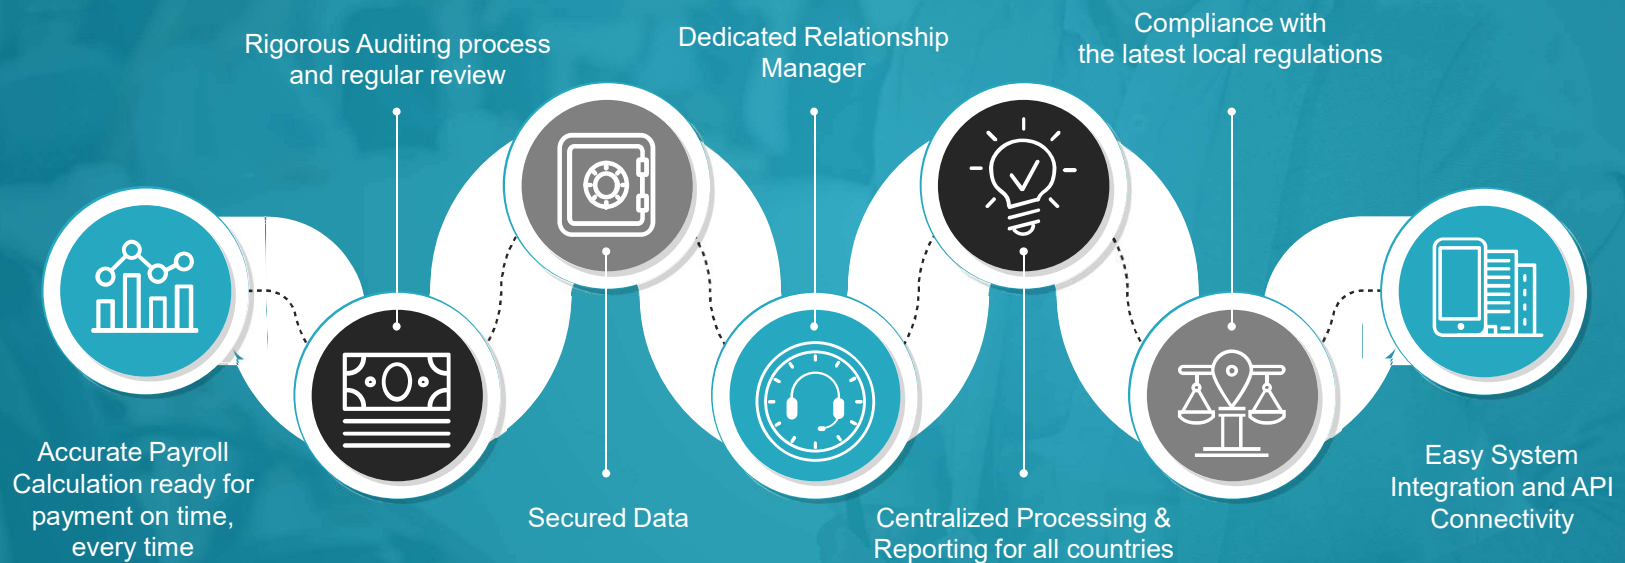 Accurate Payroll
Calculation ready for
payment on time,
every time
Rigorous Auditing process
and regular review
Secured Data
Dedicated Relationship
Manager
Centralized Processing &
Reporting for all countries
Compliance with
the latest local regulations
Easy System
Integration and API
Connectivity